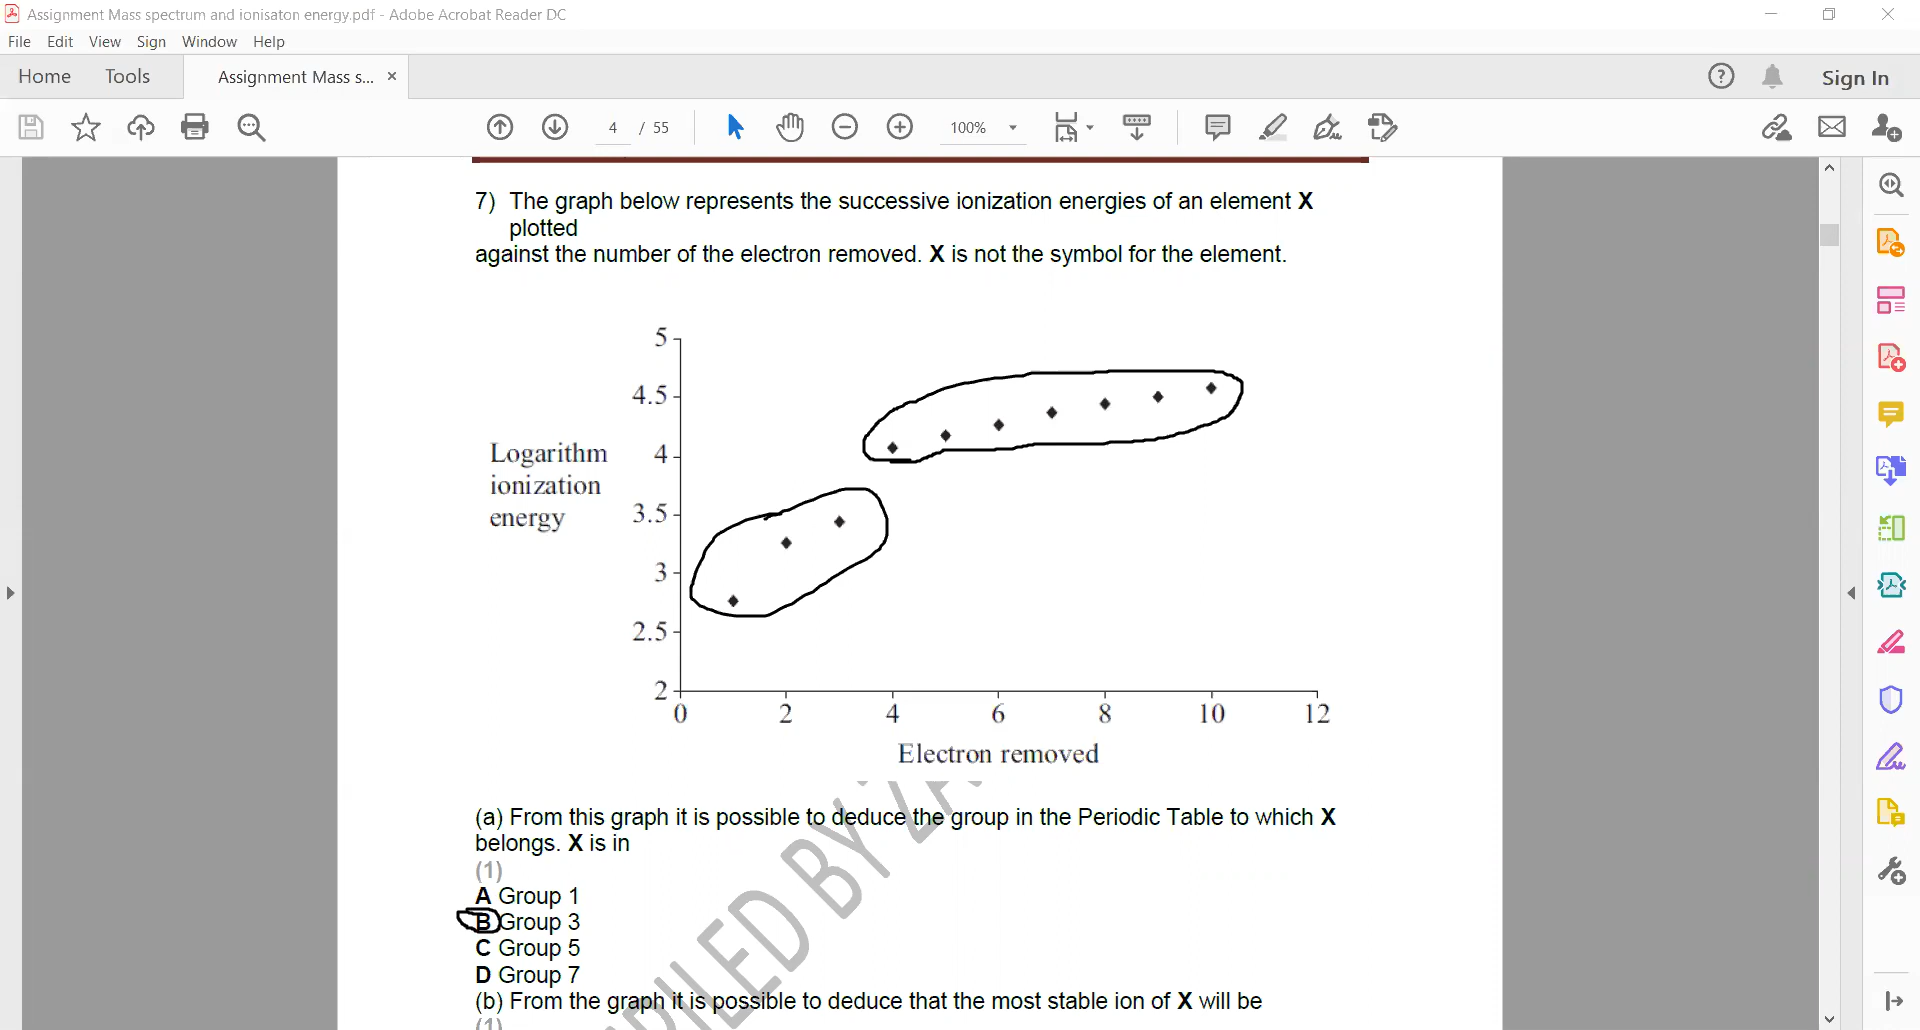 Assignment Mass spectrum and ionisaton energy.pdf - Adobe Acrobat Reader DC
File Edit View Sign Window Help
Home Tools Assignment Mass s... × ? Sign In
4 / 55 100%
7) The graph below represents the successive ionization energies of an element X
plotted
against the number of the electron removed. X is not the symbol for the element.
5
4.5
Logarithm
ionization
energy
4
3.5
3
2.5
2
0 2 4 6 8 10 12
Electron removed
(a) From this graph it is possible to deduce the group in the Periodic Table to which X
belongs. X is in
(1)
A Group 1
B Group 3
C Group 5
D Group 7
(b) From the graph it is possible to deduce that the most stable ion of X will be
(1)
PILED BY ZA